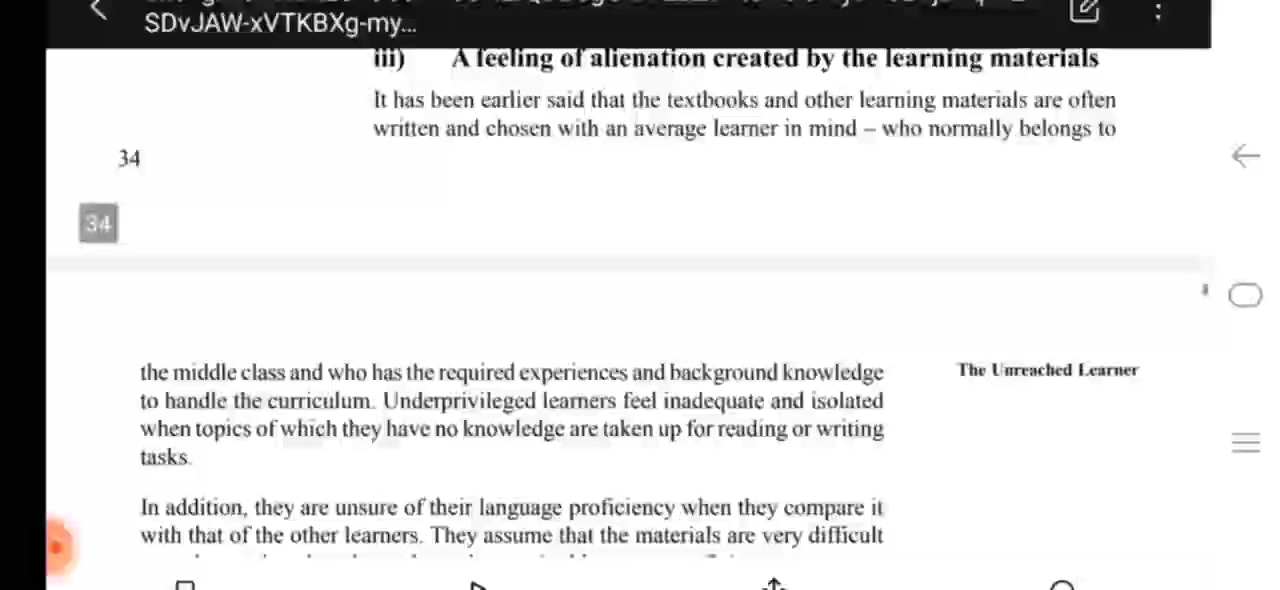 SDvJAW-xVTKBXg-my...
iii) A feeling of alienation created by the learning materials
It has been earlier said that the textbooks and other learning materials are often
written and chosen with an average learner in mind – who normally belongs to
34
34
the middle class and who has the required experiences and background knowledge
to handle the curriculum. Underprivileged learners feel inadequate and isolated
when topics of which they have no knowledge are taken up for reading or writing
tasks.
The Unreached Learner
In addition, they are unsure of their language proficiency when they compare it
with that of the other learners. They assume that the materials are very difficult